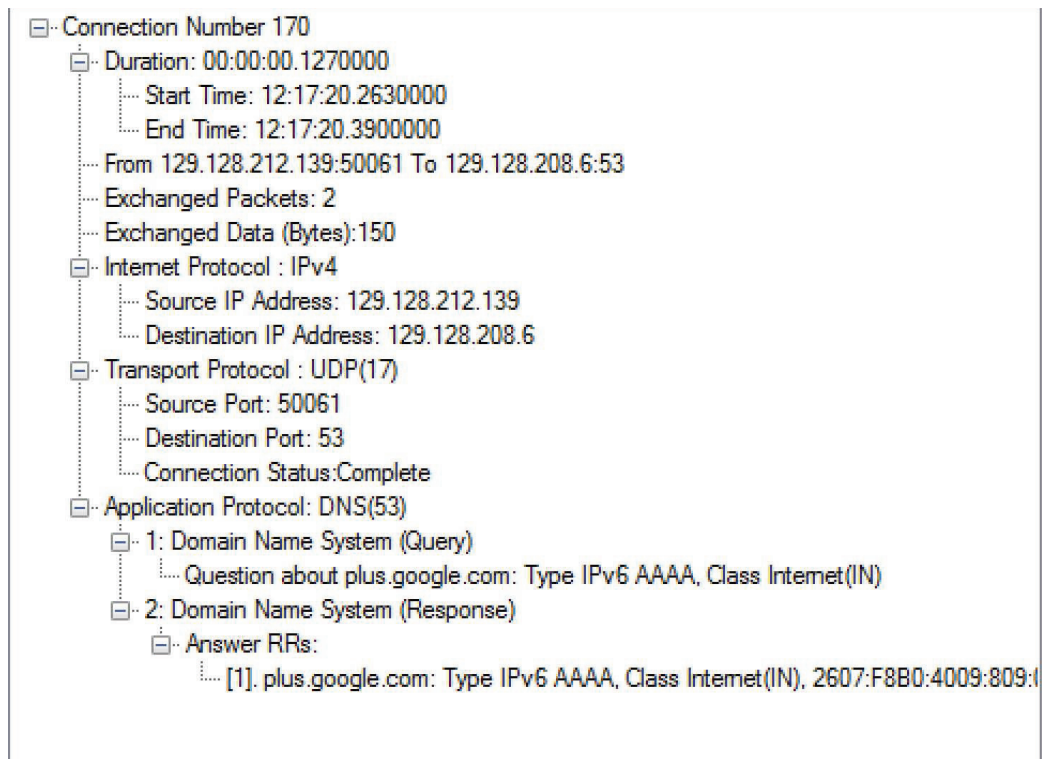 Connection Number 170
Duration: 00:00:00.1270000
Start Time: 12:17:20.2630000
End Time: 12:17:20.3900000
From 129.128.212.139:50061 To 129.128.208.6:53
Exchanged Packets: 2
Exchanged Data (Bytes):150
Internet Protocol : IPv4
Source IP Address: 129.128.212.139
Destination IP Address: 129.128.208.6
Transport Protocol : UDP(17)
Source Port: 50061
Destination Port: 53
Connection Status:Complete
Application Protocol: DNS(53)
1: Domain Name System (Query)
Question about plus.google.com: Type IPv6 AAAA, Class Internet(IN)
2: Domain Name System (Response)
Answer RRs:
[1]. plus.google.com: Type IPv6 AAAA, Class Internet(IN), 2607:F8B0:4009:809: